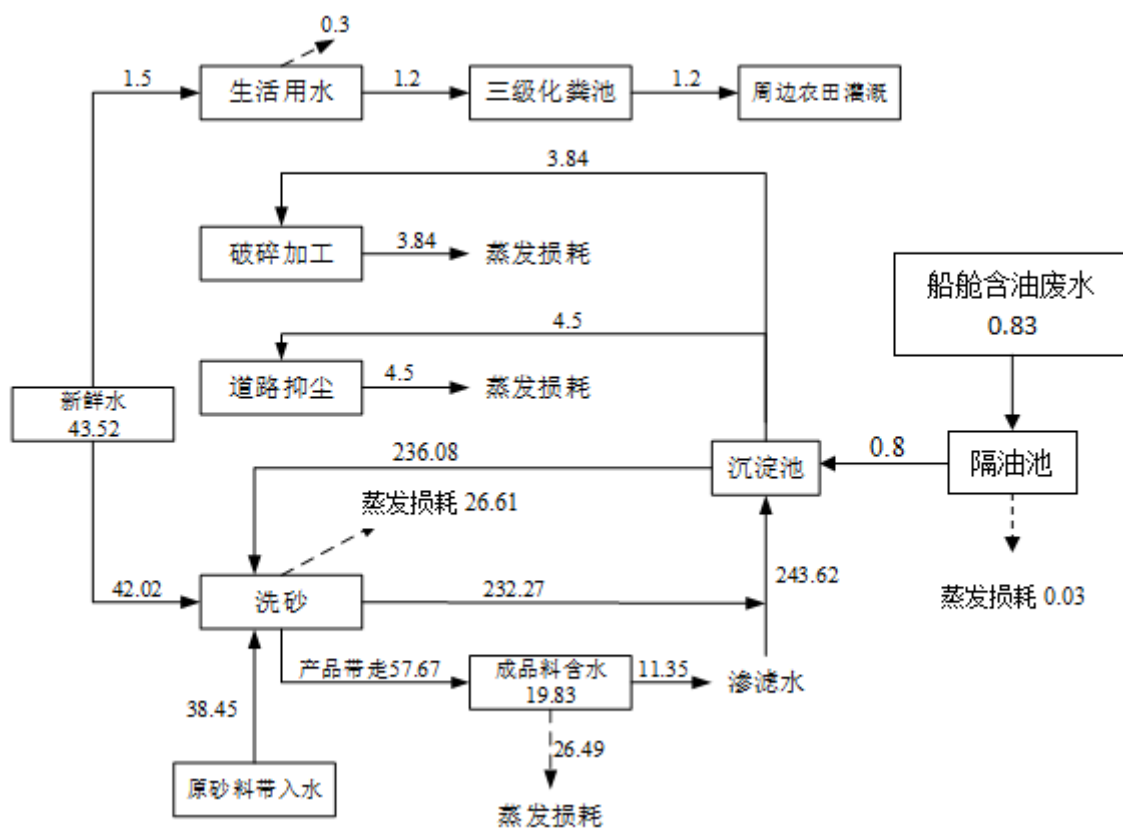 0.3
1.5
生活用水
1.2
三级化粪池
1.2
周边农田灌溉
3.84
破碎加工
3.84
蒸发损耗
船舱含油废水
0.83
4.5
道路抑尘
4.5
蒸发损耗
新鲜水
43.52
236.08
沉淀池
0.8
隔油池
蒸发损耗 26.61
42.02
洗砂
232.27
243.62
蒸发损耗 0.03
产品带走57.67
成品料含水
19.83
11.35
渗滤水
38.45
26.49
原砂料带入水
蒸发损耗